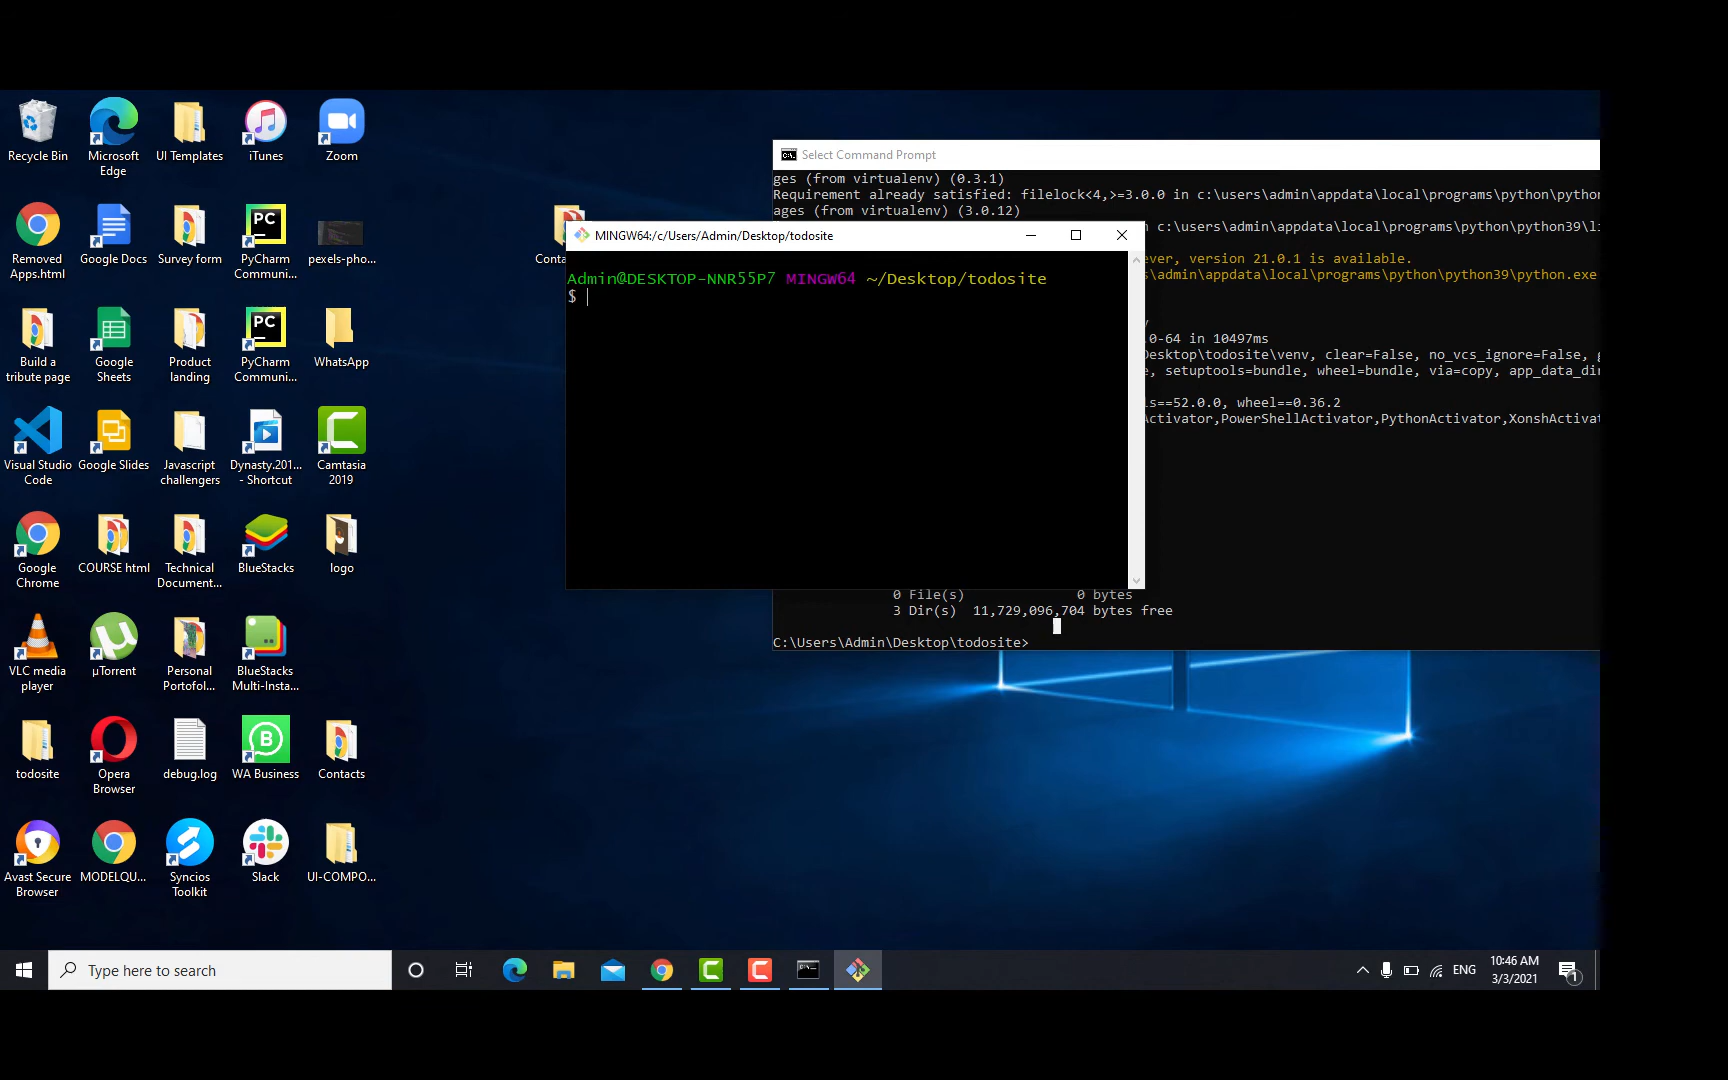 Recycle Bin
Microsoft
Edge
UI Templates
iTunes
Zoom
Removed
Apps.html
Google Docs
Survey form
PyCharm
Communi...
pexels-pho...
Build a
tribute page
Google
Sheets
Product
landing
PyCharm
Communi...
WhatsApp
Visual Studio
Code
Google Slides
Javascript
challengers
Dynasty.201...
- Shortcut
Camtasia
2019
Google
Chrome
COURSE html
Technical
Document...
BlueStacks
logo
VLC media
player
µTorrent
Personal
Portofol...
BlueStacks
Multi-Insta...
todosite
Opera
Browser
debug.log
WA Business
Contacts
Avast Secure
Browser
MODELQU...
Syncios
Toolkit
Slack
UI-COMPO...
Conta
Select Command Prompt
ges (from virtualenv) (0.3.1)
Requirement already satisfied: filelock<4,>=3.0.0 in c:\users\admin\appdata\local\programs\python\python
ages (from virtualenv) (3.0.12)
c:\users\admin\appdata\local\programs\python\python39\li
ever, version 21.0.1 is available.
s\admin\appdata\local\programs\python\python39\python.exe
.0-64 in 10497ms
Desktop\todosite\venv, clear=False, no_vcs_ignore=False, g
e, setuptools=bundle, wheel=bundle, via=copy, app_data_dir
ls==52.0.0, wheel==0.36.2
Activator,PowerShellActivator,PythonActivator,XonshActivat
0 File(s) 0 bytes
3 Dir(s) 11,729,096,704 bytes free
C:\Users\Admin\Desktop\todosite>
MINGW64:/c/Users/Admin/Desktop/todosite
Admin@DESKTOP-NNR55P7 MINGW64 ~/Desktop/todosite
$
Type here to search
ENG
10:46 AM
3/3/2021
1